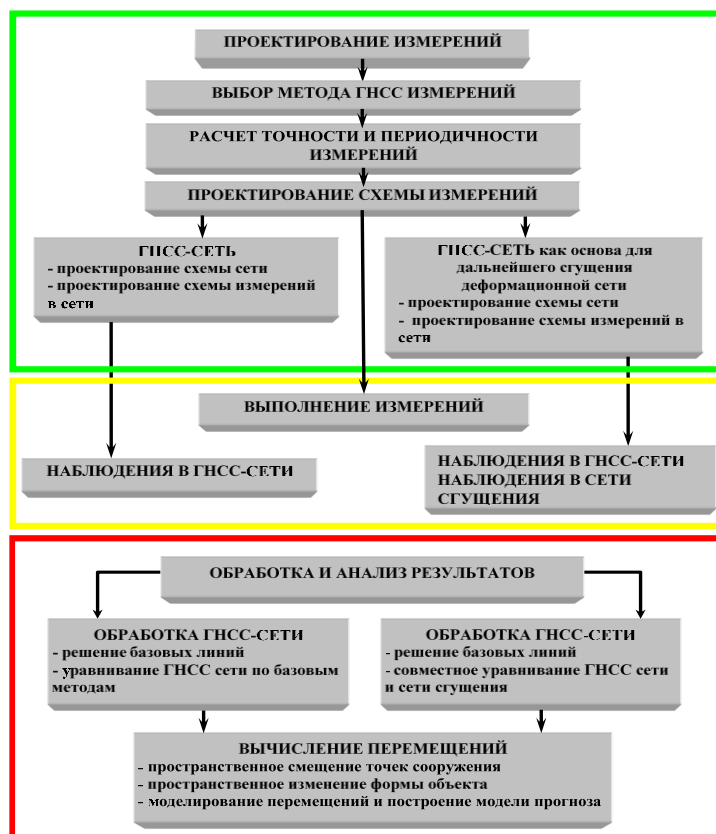 ПРОЕКТИРОВАНИЕ ИЗМЕРЕНИЙ
ВЫБОР МЕТОДА ГНСС ИЗМЕРЕНИЙ
РАСЧЕТ ТОЧНОСТИ И ПЕРИОДИЧНОСТИ
ИЗМЕРЕНИЙ
ПРОЕКТИРОВАНИЕ СХЕМЫ ИЗМЕРЕНИЙ
ГНСС-СЕТЬ
- проектирование схемы сети
- проектирование схемы измерений
в сети
ГНСС-СЕТЬ как основа для
дальнейшего сгущения
деформационной сети
- проектирование схемы сети
- проектирование схемы измерений в
сети
ВЫПОЛНЕНИЕ ИЗМЕРЕНИЙ
НАБЛЮДЕНИЯ В ГНСС-СЕТИ
НАБЛЮДЕНИЯ В ГНСС-СЕТИ
НАБЛЮДЕНИЯ В СЕТИ
СГУЩЕНИЯ
ОБРАБОТКА И АНАЛИЗ РЕЗУЛЬТАТОВ
ОБРАБОТКА ГНСС-СЕТИ
- решение базовых линий
- уравнивание ГНСС сети по базовым
методам
ОБРАБОТКА ГНСС-СЕТИ
- решение базовых линий
- совместное уравнивание ГНСС сети
и сети сгущения
ВЫЧИСЛЕНИЕ ПЕРЕМЕЩЕНИЙ
- пространственное смещение точек сооружения
- пространственное изменение формы объекта
- моделирование перемещений и построение модели прогноза